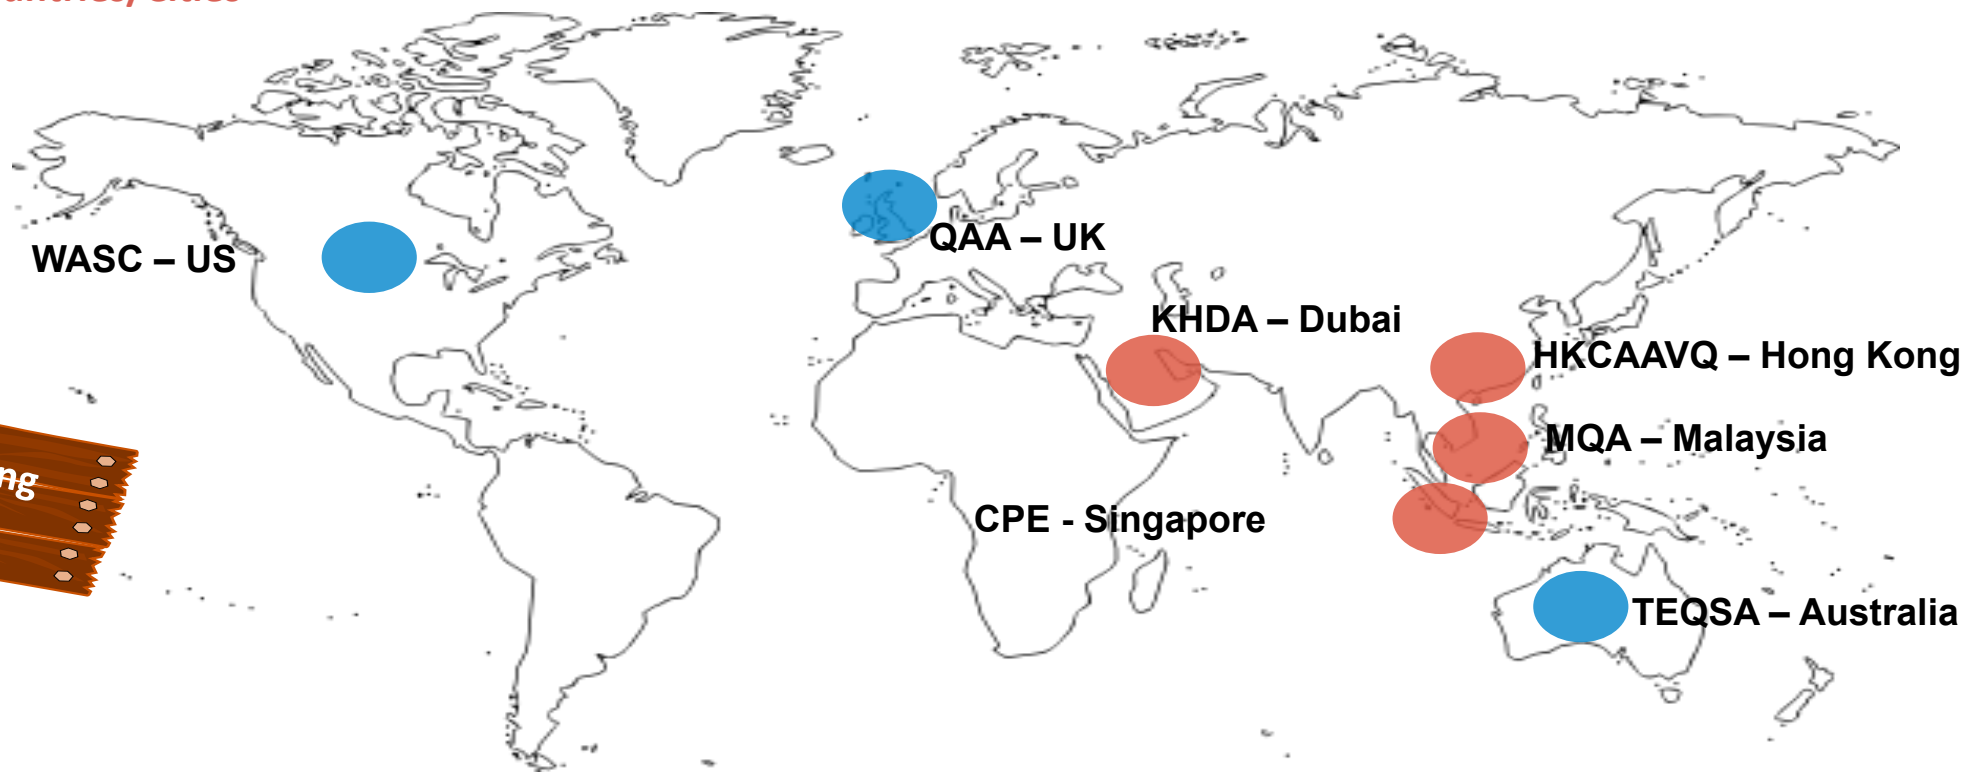 WASC – US
QAA – UK
KHDA – Dubai
HKCAAVQ – Hong Kong
MQA – Malaysia
CPE - Singapore
TEQSA – Australia